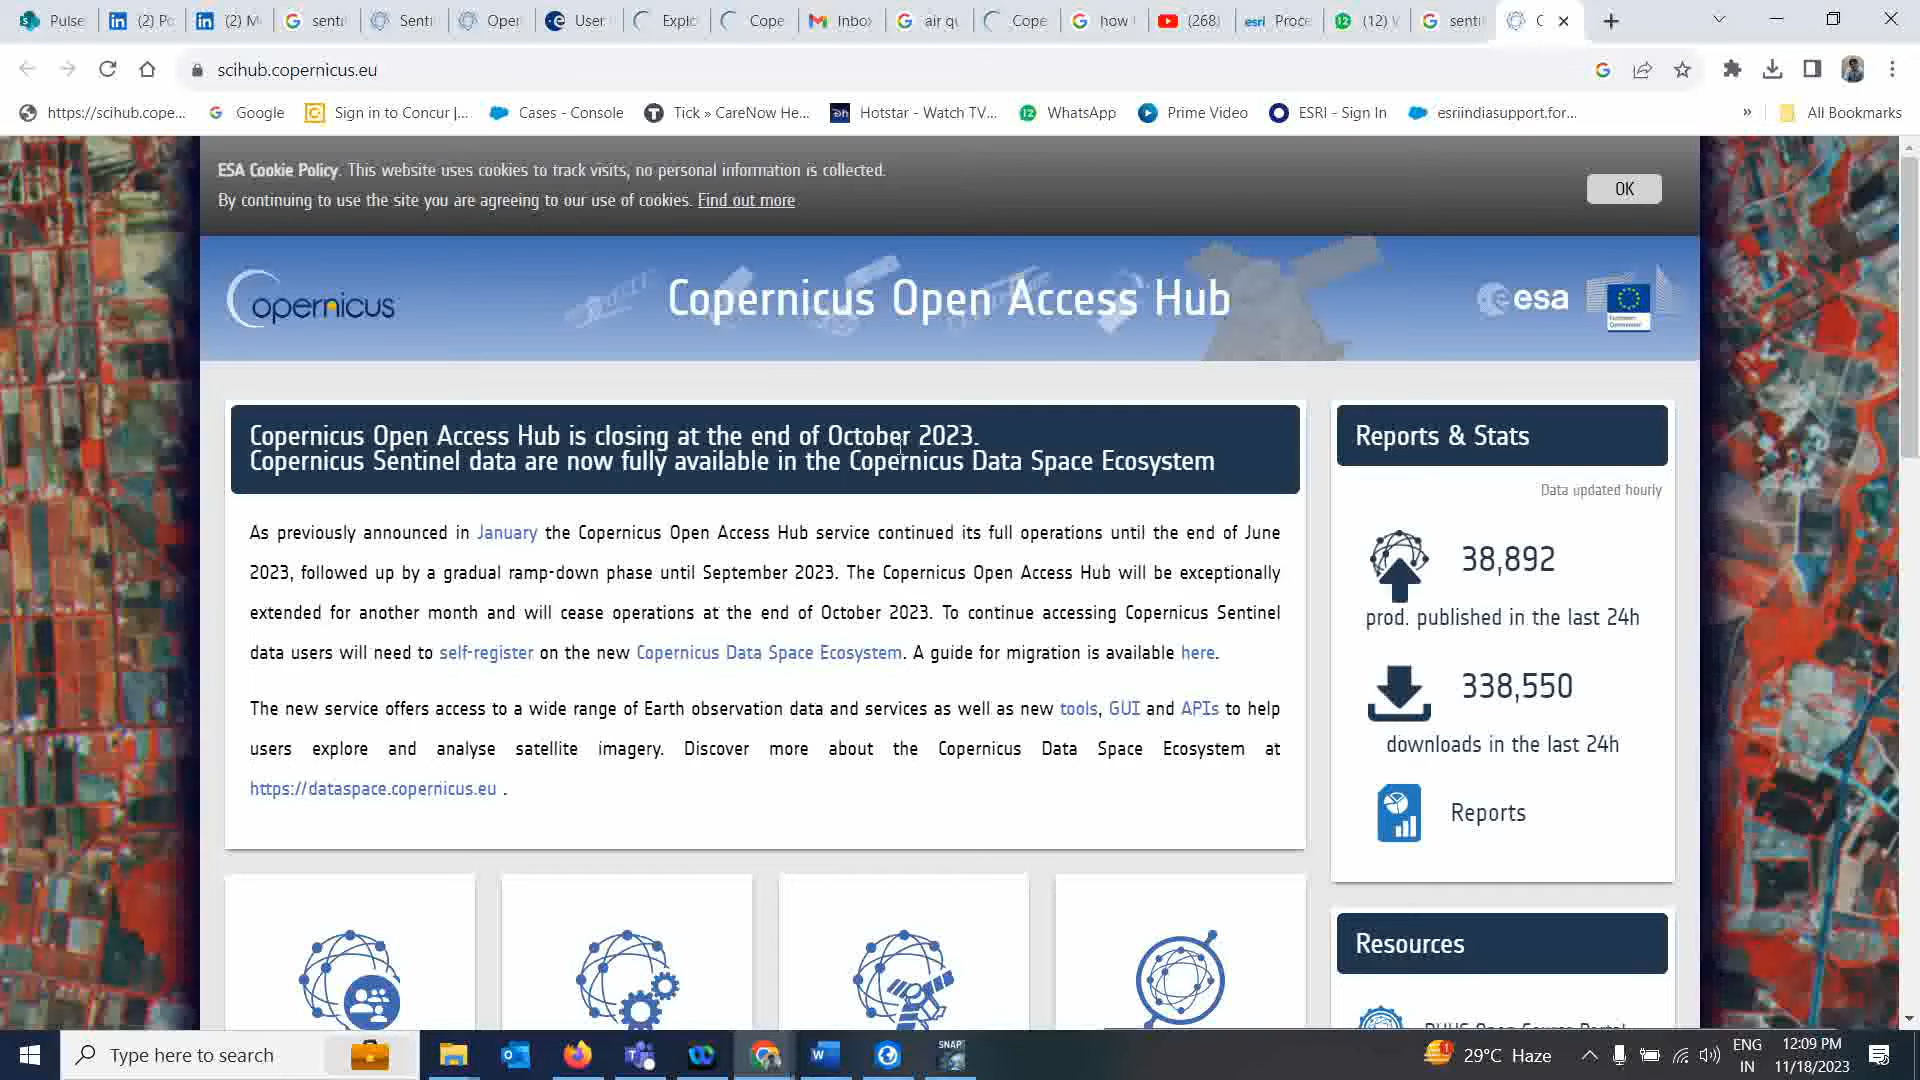 Pulse
(2) Po
(2) M
senti
Senti
Open
User
Explo
Cope
Inbo
air qu
Cope
how
(268)
esri Proce
12 (12) V
senti
C
scihub.copernicus.eu
https://scihub.cope...
Google
Sign in to Concur |...
Cases - Console
Tick » CareNow He...
Hotstar - Watch TV...
12 WhatsApp
Prime Video
ESRI - Sign In
esriindiasupport.for...
» All Bookmarks
ESA Cookie Policy. This website uses cookies to track visits, no personal information is collected.
By continuing to use the site you are agreeing to our use of cookies. Find out more
OK
opernicus
Copernicus Open Access Hub
esa
European
Commission
Copernicus Open Access Hub is closing at the end of October 2023.
Copernicus Sentinel data are now fully available in the Copernicus Data Space Ecosystem
As previously announced in January the Copernicus Open Access Hub service continued its full operations until the end of June
2023, followed up by a gradual ramp-down phase until September 2023. The Copernicus Open Access Hub will be exceptionally
extended for another month and will cease operations at the end of October 2023. To continue accessing Copernicus Sentinel
data users will need to self-register on the new Copernicus Data Space Ecosystem. A guide for migration is available here.
The new service offers access to a wide range of Earth observation data and services as well as new tools, GUI and APIs to help
users explore and analyse satellite imagery. Discover more about the Copernicus Data Space Ecosystem at
https://dataspace.copernicus.eu .
Reports & Stats
Data updated hourly
38,892
prod. published in the last 24h
338,550
downloads in the last 24h
Reports
Resources
DHUS Open Source Portal
Type here to search
SNAP
29°C Haze
ENG
IN
12:09 PM
11/18/2023